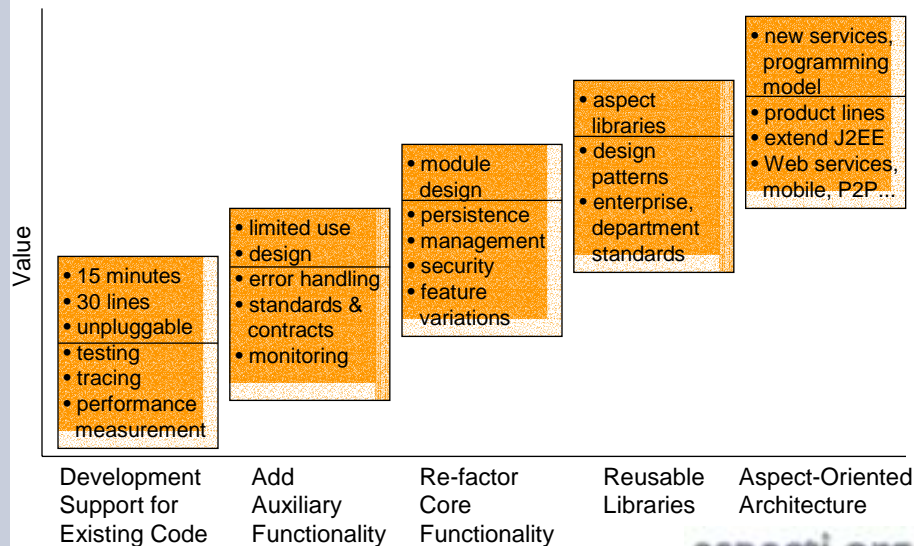 Value
• 15 minutes
• 30 lines
• unpluggable
• testing
• tracing
• performance
measurement
• limited use
• design
• error handling
• standards &
contracts
• monitoring
• module
design
• persistence
• management
• security
• feature
variations
• aspect
libraries
• design
patterns
• enterprise,
department
standards
• new services,
programming
model
• product lines
• extend J2EE
• Web services,
mobile, P2P...
Development
Support for
Existing Code
Add
Auxiliary
Functionality
Re-factor
Core
Functionality
Reusable
Libraries
Aspect-Oriented
Architecture